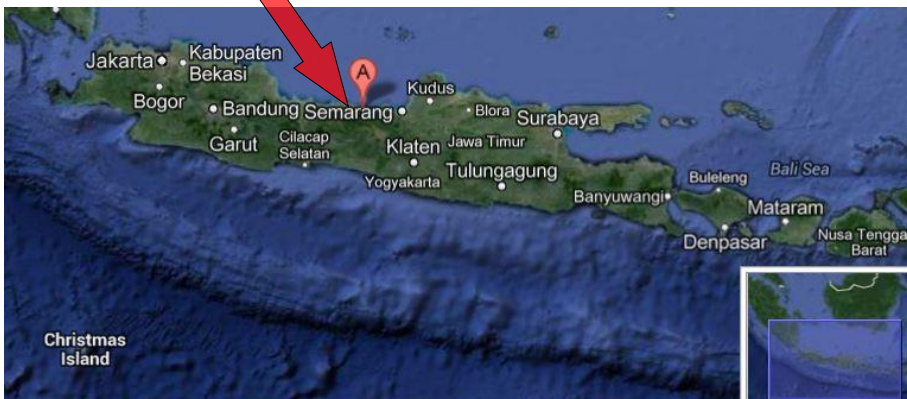 Jakarta
Kabupaten
Bekasi
A
Kudus
Bogor
Bandung
Semarang
Blora
Surabaya
Garut
Cilacap
Selatan
Klaten
Jawa Timur
Yogyakarta
Tulungagung
Banyuwangi
Buleleng
Bali Sea
Mataram
Denpasar
Nusa Tengga
Barat
Christmas
Island